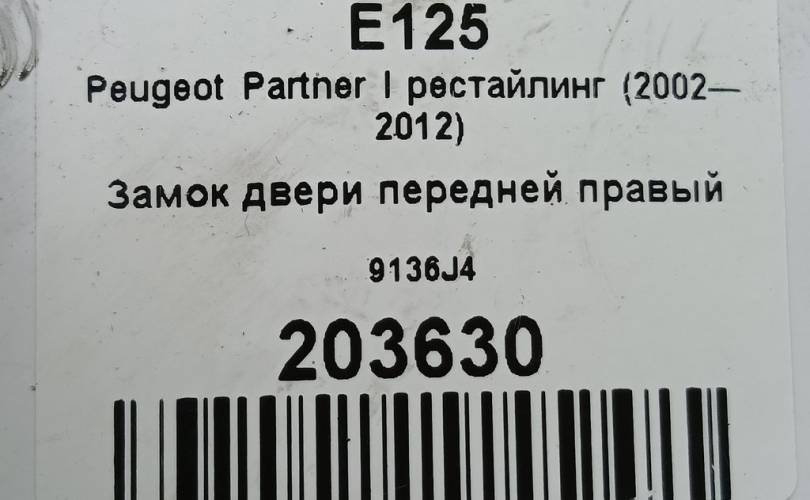 E125
Peugeot Partner I рестайлинг (2002—
2012)
Замок двери передней правый
9136J4
203630